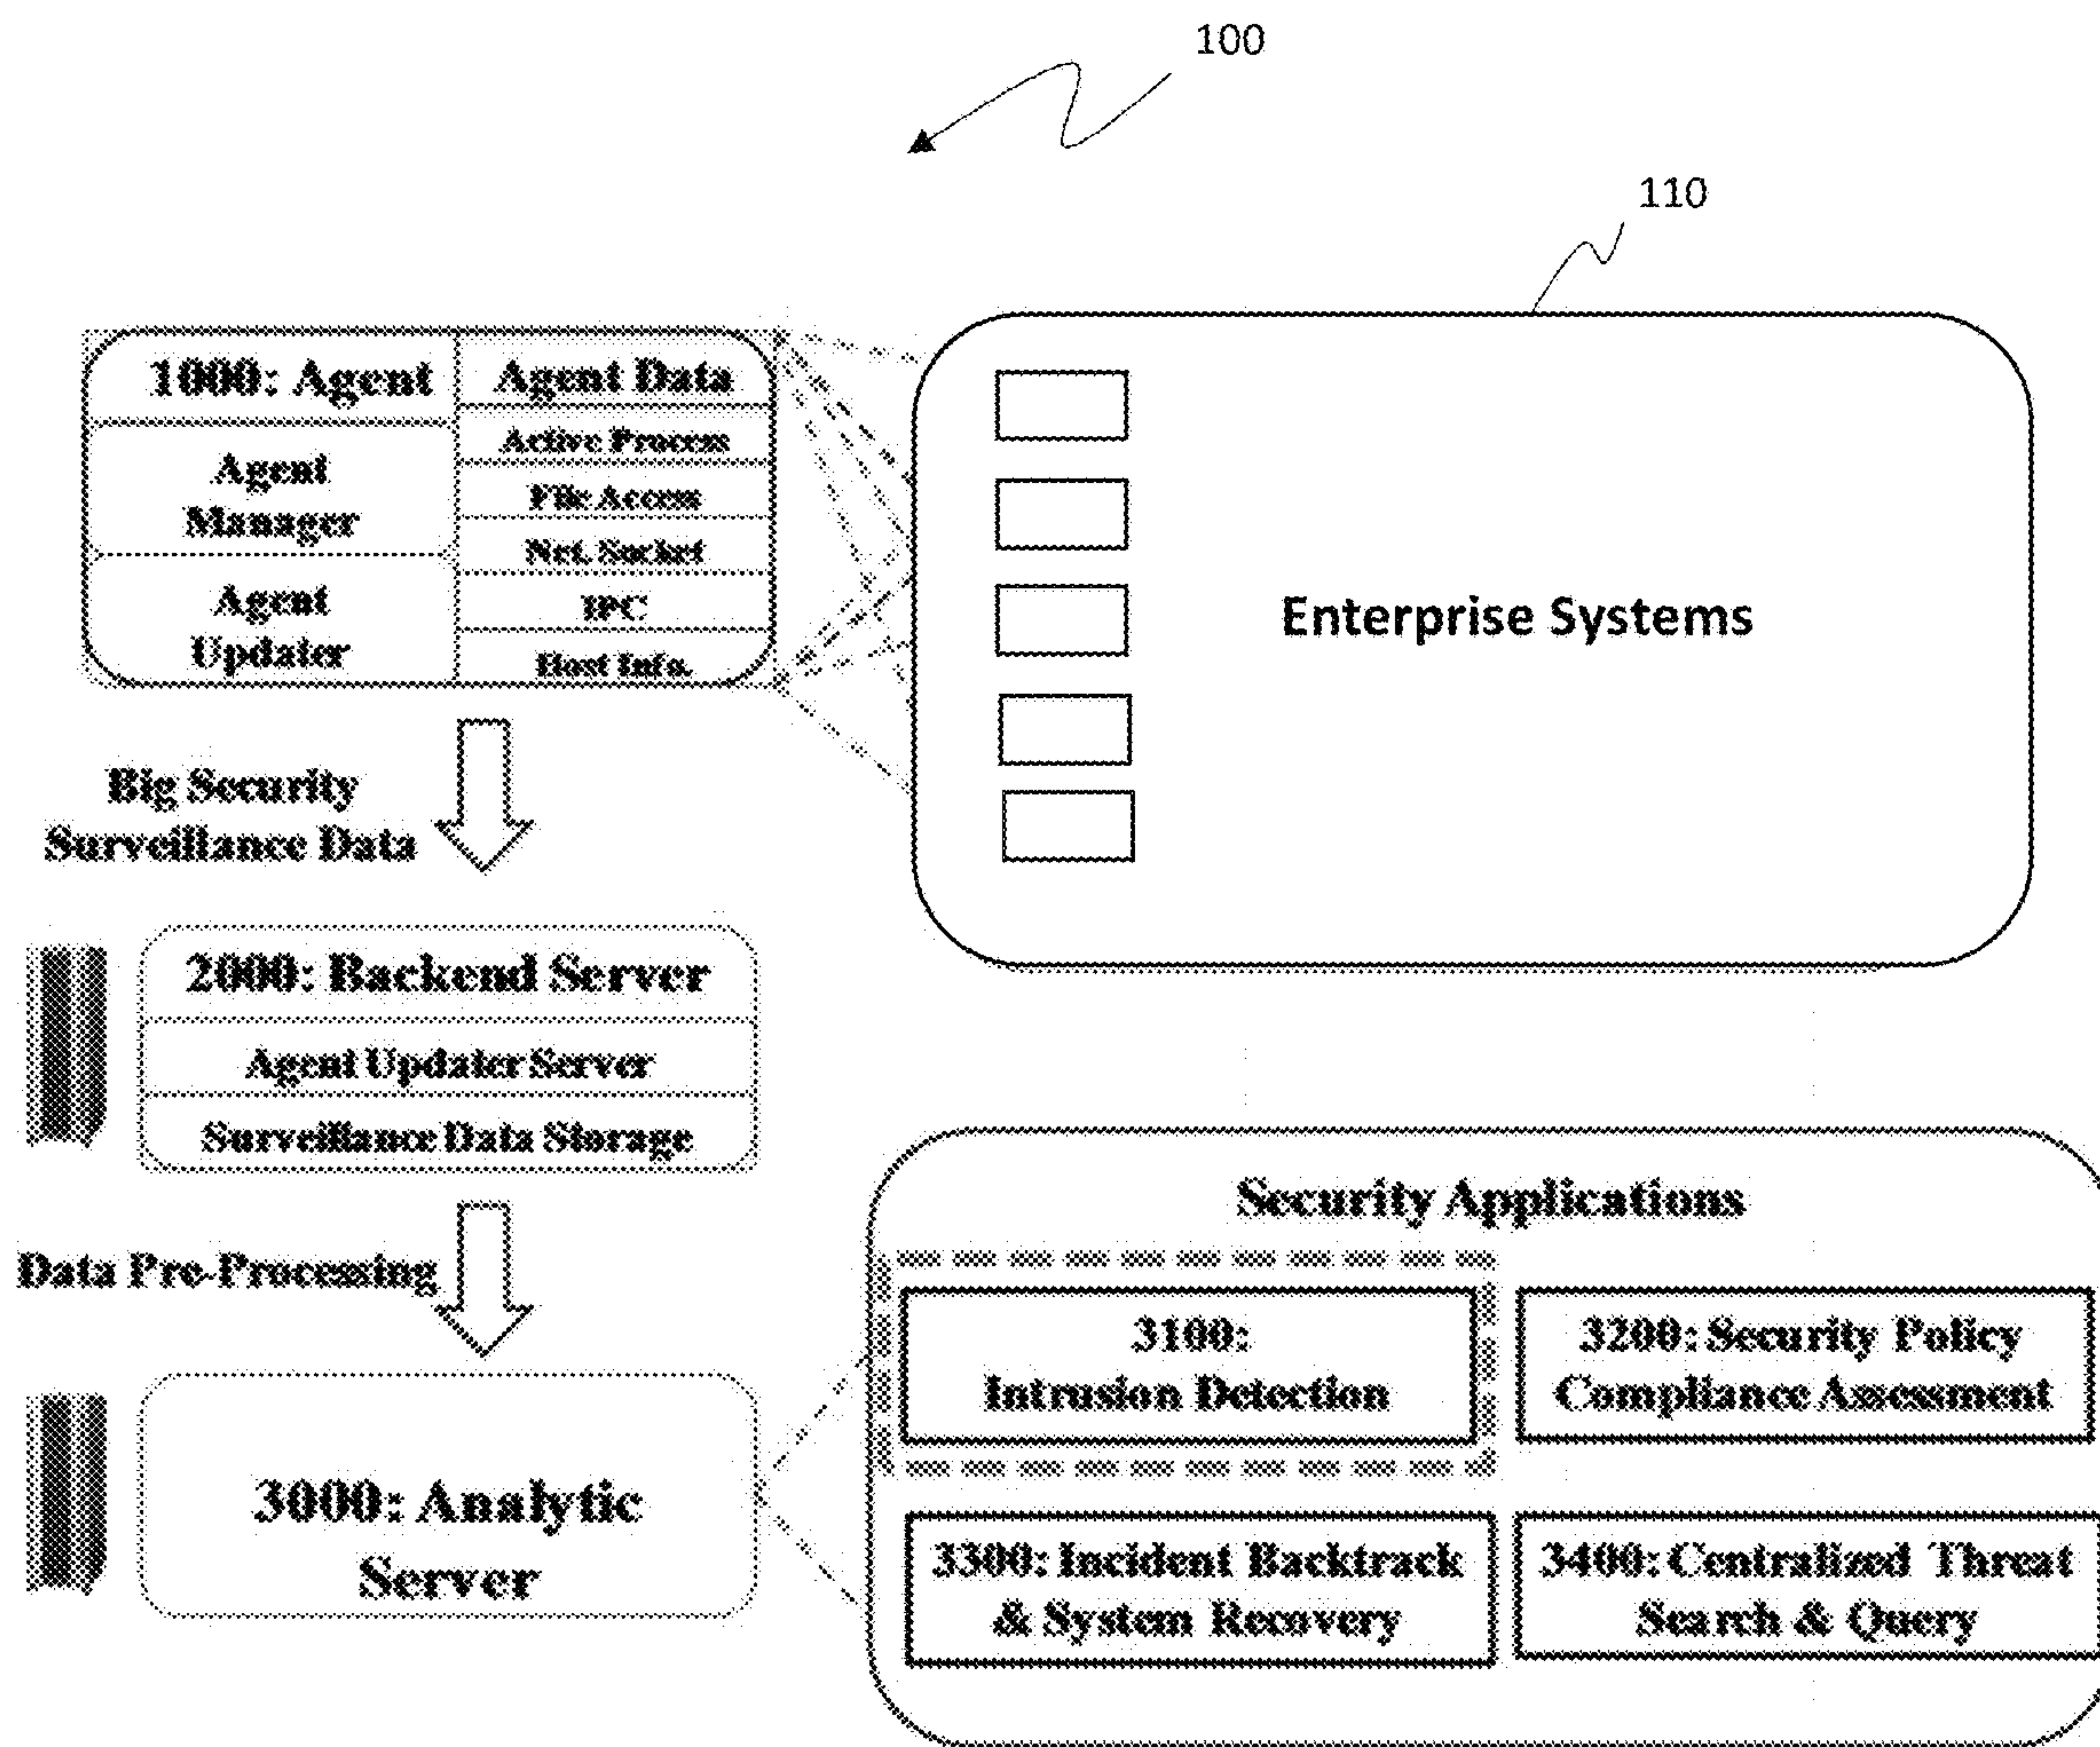 100
110
1000: Agent
Agent Data
Agent
Manager
Agent
Updater
Active Process
File Access
Net. Socket
IPC
Host Info.
Enterprise Systems
Big Security
Surveillance Data
2000: Backend Server
Agent Updater Server
Surveillance Data Storage
Data Pre-Processing
3000: Analytic
Server
Security Applications
3100:
Intrusion Detection
3200: Security Policy
Compliance Assessment
3300: Incident Backtrack
& System Recovery
3400: Centralized Threat
Search & Query